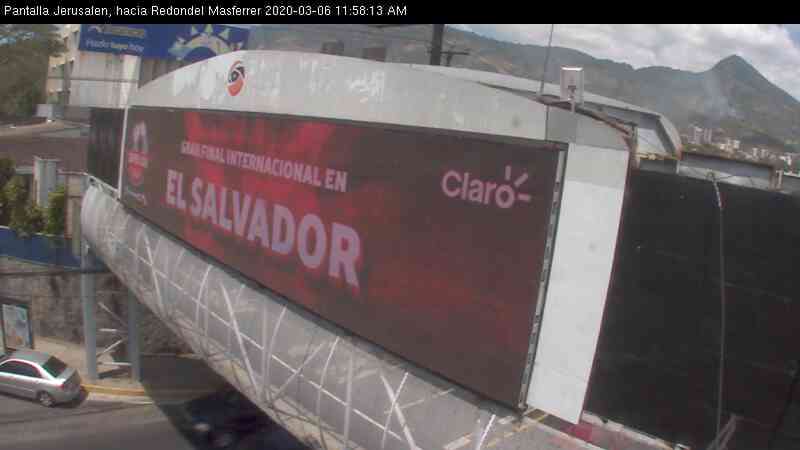 Pantalla Jerusalen, hacia Redondel Masferrer 2020-03-06 11:58:13 AM
GRAN FINAL INTERNACIONAL EN
EL SALVADOR
Claro